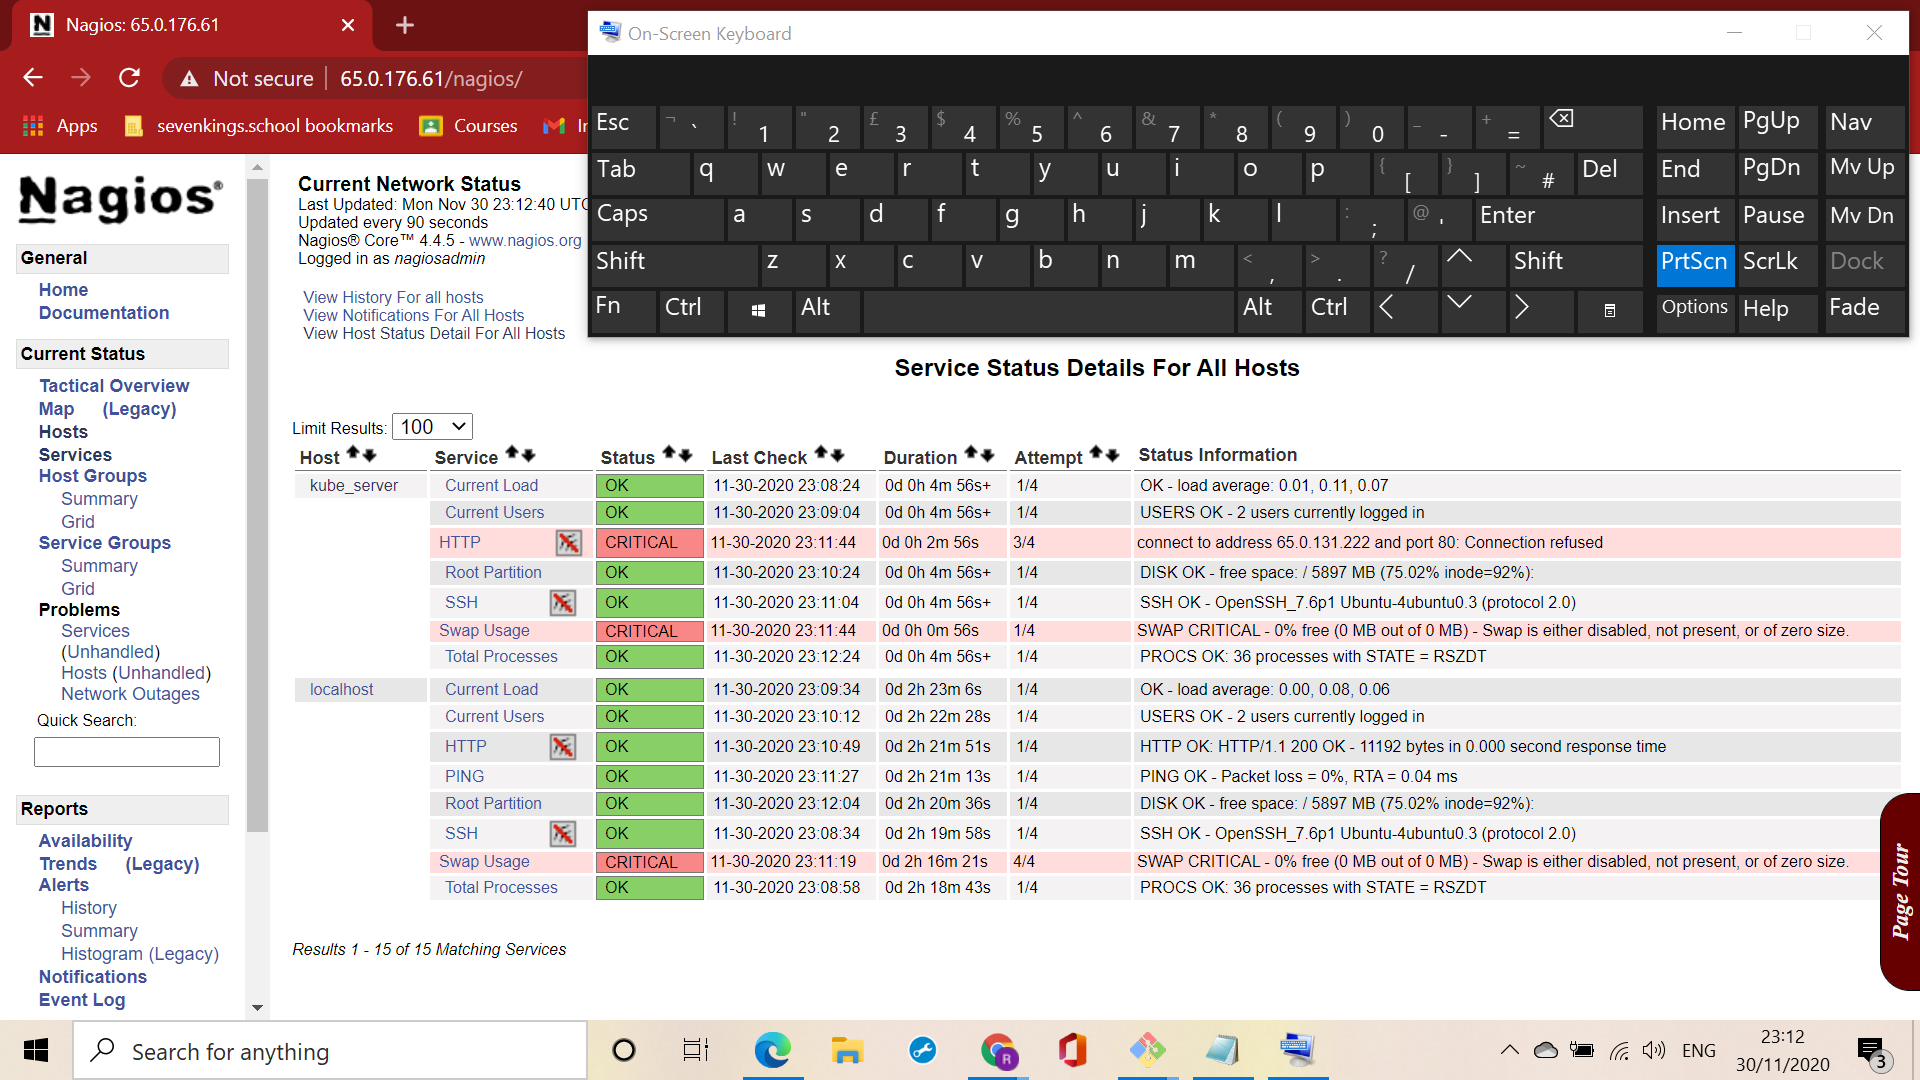 Nagios: 65.0.176.61
Not secure 65.0.176.61/nagios/
Apps sevenkings.school bookmarks Courses
On-Screen Keyboard
Esc ¬ ` ! 1 " 2 £ 3 $ 4 % 5 ^ 6 & 7 * 8 ( 9 ) 0 _ - + = Home PgUp Nav
Tab q w e r t y u i o p { [ } ] ~ # Del End PgDn Mv Up
Caps a s d f g h j k l : ; @ ' Enter Insert Pause Mv Dn
Shift z x c v b n m < , > . ? / Shift PrtScn ScrLk Dock
Fn Ctrl Alt Alt Ctrl Options Help Fade
Nagios®
General
Home
Documentation
Current Status
Tactical Overview
Map (Legacy)
Hosts
Services
Host Groups
Summary
Grid
Service Groups
Summary
Grid
Problems
Services
(Unhandled)
Hosts (Unhandled)
Network Outages
Quick Search:
Reports
Availability
Trends (Legacy)
Alerts
History
Summary
Histogram (Legacy)
Notifications
Event Log
Current Network Status
Last Updated: Mon Nov 30 23:12:40 UTC
Updated every 90 seconds
Nagios® Core™ 4.4.5 - www.nagios.org
Logged in as nagiosadmin
View History For all hosts
View Notifications For All Hosts
View Host Status Detail For All Hosts
Service Status Details For All Hosts
Limit Results: 100
Host Service Status Last Check Duration Attempt Status Information
kube_server Current Load OK 11-30-2020 23:08:24 0d 0h 4m 56s+ 1/4 OK - load average: 0.01, 0.11, 0.07
Current Users OK 11-30-2020 23:09:04 0d 0h 4m 56s+ 1/4 USERS OK - 2 users currently logged in
HTTP CRITICAL 11-30-2020 23:11:44 0d 0h 2m 56s 3/4 connect to address 65.0.131.222 and port 80: Connection refused
Root Partition OK 11-30-2020 23:10:24 0d 0h 4m 56s+ 1/4 DISK OK - free space: / 5897 MB (75.02% inode=92%):
SSH OK 11-30-2020 23:11:04 0d 0h 4m 56s+ 1/4 SSH OK - OpenSSH_7.6p1 Ubuntu-4ubuntu0.3 (protocol 2.0)
Swap Usage CRITICAL 11-30-2020 23:11:44 0d 0h 0m 56s 1/4 SWAP CRITICAL - 0% free (0 MB out of 0 MB) - Swap is either disabled, not present, or of zero size.
Total Processes OK 11-30-2020 23:12:24 0d 0h 4m 56s+ 1/4 PROCS OK: 36 processes with STATE = RSZDT
localhost Current Load OK 11-30-2020 23:09:34 0d 2h 23m 6s 1/4 OK - load average: 0.00, 0.08, 0.06
Current Users OK 11-30-2020 23:10:12 0d 2h 22m 28s 1/4 USERS OK - 2 users currently logged in
HTTP OK 11-30-2020 23:10:49 0d 2h 21m 51s 1/4 HTTP OK: HTTP/1.1 200 OK - 11192 bytes in 0.000 second response time
PING OK 11-30-2020 23:11:27 0d 2h 21m 13s 1/4 PING OK - Packet loss = 0%, RTA = 0.04 ms
Root Partition OK 11-30-2020 23:12:04 0d 2h 20m 36s 1/4 DISK OK - free space: / 5897 MB (75.02% inode=92%):
SSH OK 11-30-2020 23:08:34 0d 2h 19m 58s 1/4 SSH OK - OpenSSH_7.6p1 Ubuntu-4ubuntu0.3 (protocol 2.0)
Swap Usage CRITICAL 11-30-2020 23:11:19 0d 2h 16m 21s 4/4 SWAP CRITICAL - 0% free (0 MB out of 0 MB) - Swap is either disabled, not present, or of zero size.
Total Processes OK 11-30-2020 23:08:58 0d 2h 18m 43s 1/4 PROCS OK: 36 processes with STATE = RSZDT
Results 1 - 15 of 15 Matching Services
Page Tour
Search for anything
R
ENG
23:12
30/11/2020
3